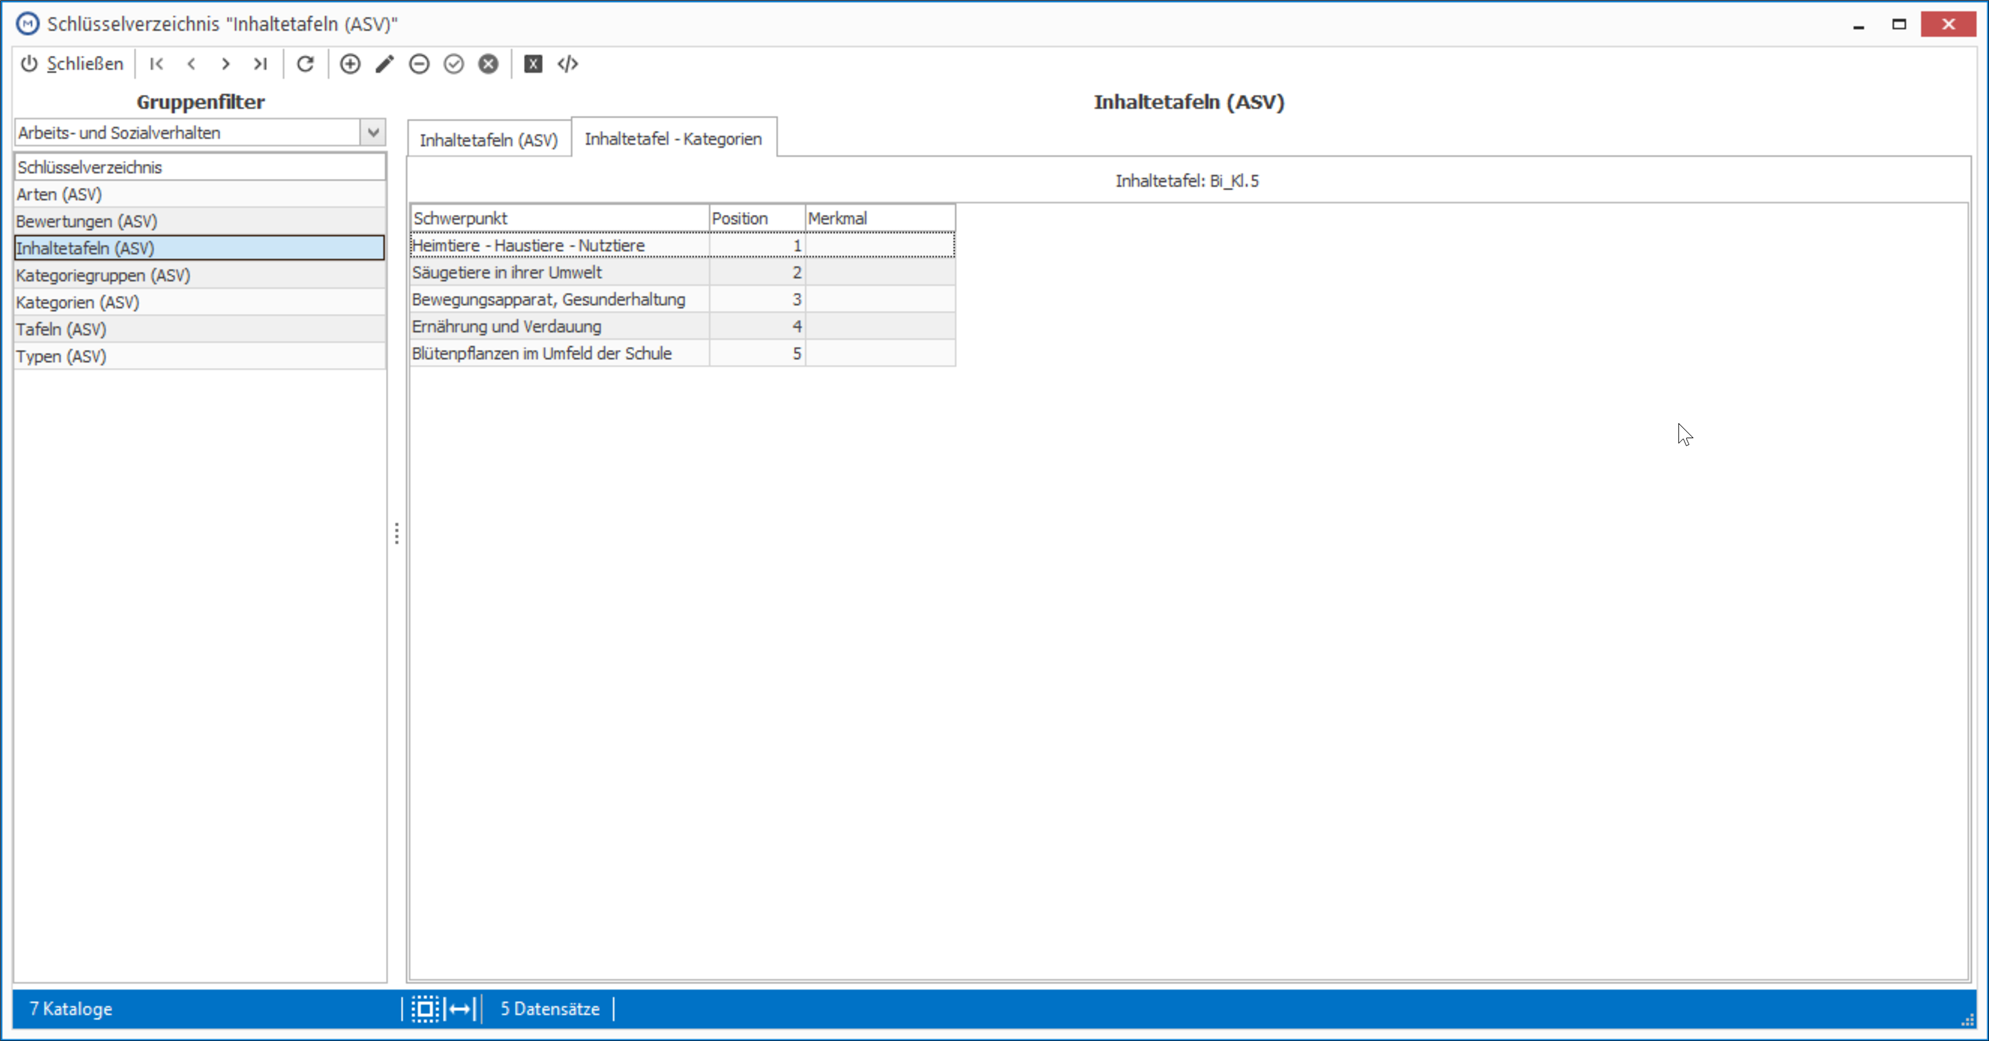 Schlüsselverzeichnis "Inhaltetafeln (ASV)"
Schließen
Gruppenfilter
Arbeits- und Sozialverhalten
Schlüsselverzeichnis
Arten (ASV)
Bewertungen (ASV)
Inhaltetafeln (ASV)
Kategoriegruppen (ASV)
Kategorien (ASV)
Tafeln (ASV)
Typen (ASV)
Inhaltetafeln (ASV)
Inhaltetafeln (ASV) Inhaltetafel - Kategorien
Inhaltetafel: Bi_Kl.5
Schwerpunkt Position Merkmal
Heimtiere - Haustiere - Nutztiere 1
Säugetiere in ihrer Umwelt 2
Bewegungsapparat, Gesunderhaltung 3
Ernährung und Verdauung 4
Blütenpflanzen im Umfeld der Schule 5
7 Kataloge 5 Datensätze